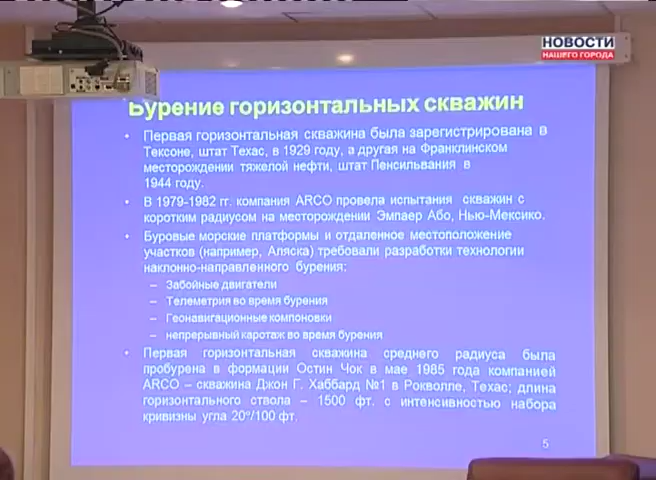 НОВОСТИ
НАШЕГО ГОРОДА
Бурение горизонтальных скважин
• Первая горизонтальная скважина была зарегистрирована в
Тексоне, штат Техас, в 1929 году, а другая на Франклинском
месторождении тяжелой нефти, штат Пенсильвания в
1944 году.
• В 1979-1982 гг. компания ARCO провела испытания скважин с
коротким радиусом на месторождении Эмпаер Або, Нью-Мексико.
• Буровые морские платформы и отдаленное местоположение
участков (например, Аляска) требовали разработки технологии
наклонно-направленного бурения:
– Забойные двигатели
– Телеметрия во время бурения
– Геонавигационные компоновки
– непрерывный каротаж во время бурения
• Первая горизонтальная скважина среднего радиуса была
пробурена в формации Остин Чок в мае 1985 года компанией
ARCO – скважина Джон Г. Хаббард №1 в Рокволле, Техас; длина
горизонтального ствола – 1500 фт. с интенсивностью набора
кривизны угла 20°/100 фт.
5